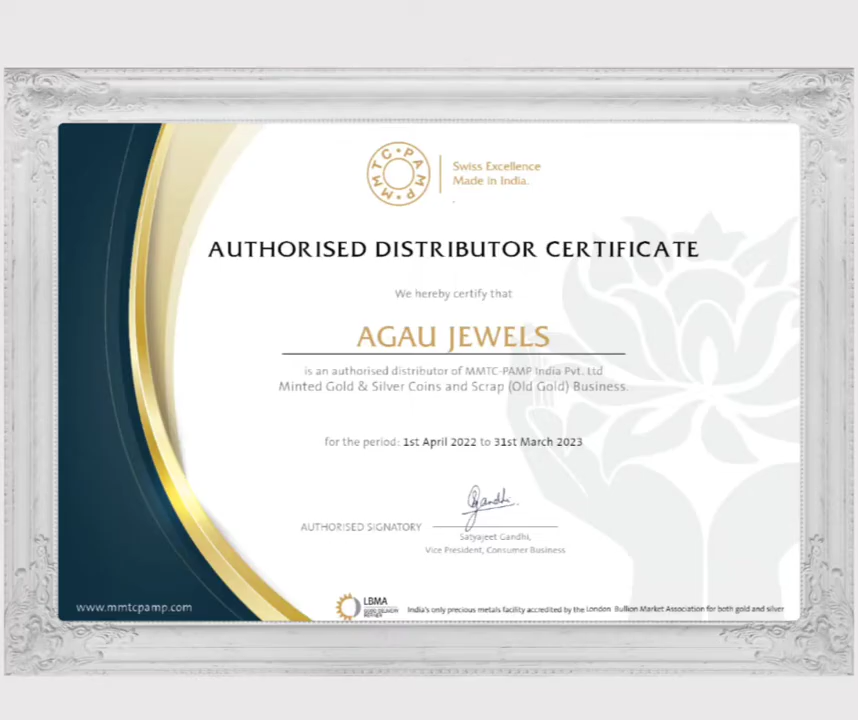 MMTC·PAMP·
Swiss Excellence
Made in India.
AUTHORISED DISTRIBUTOR CERTIFICATE
We hereby certify that
AGAU JEWELS
is an authorised distributor of MMTC-PAMP India Pvt. Ltd
Minted Gold & Silver Coins and Scrap (Old Gold) Business.
for the period: 1st April 2022 to 31st March 2023
Gandhi.
AUTHORISED SIGNATORY
Satyajeet Gandhi,
Vice President, Consumer Business
www.mmtcpamp.com
LBMA
India's only precious metals facility accredited by the London Bullion Market Association for both gold and silver